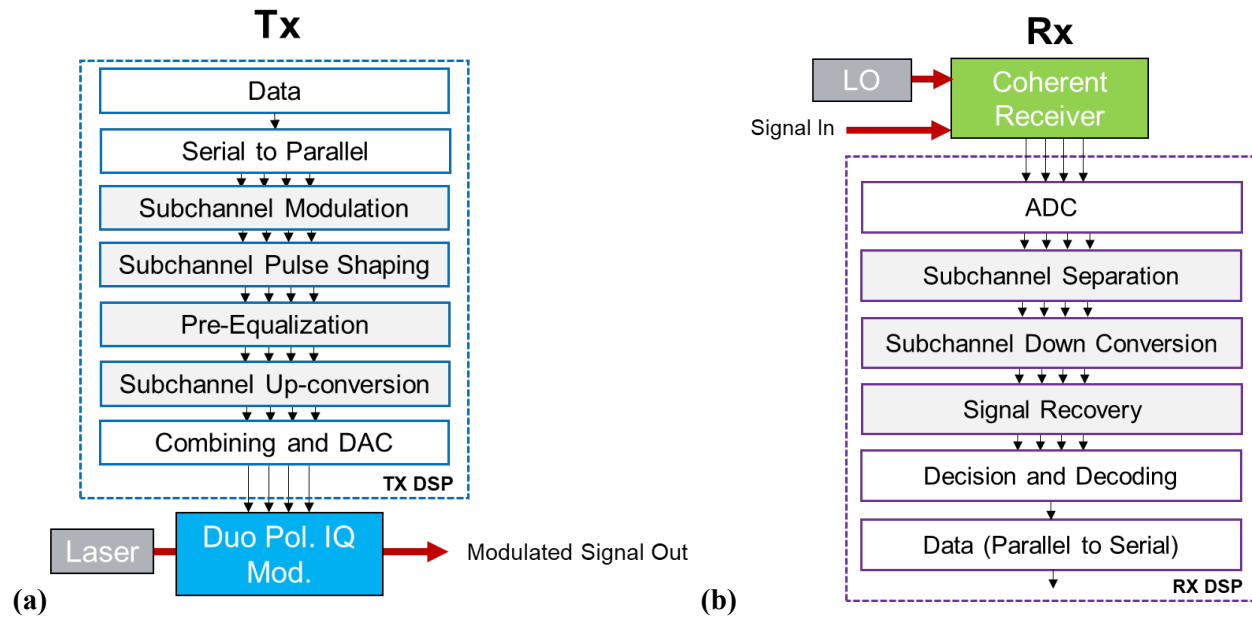 Tx
Data
Serial to Parallel
Subchannel Modulation
Subchannel Pulse Shaping
Pre-Equalization
Subchannel Up-conversion
Combining and DAC
TX DSP
Laser
Duo Pol. IQ
Mod.
Modulated Signal Out
(a)
Rx
LO
Coherent
Receiver
Signal In
ADC
Subchannel Separation
Subchannel Down Conversion
Signal Recovery
Decision and Decoding
Data (Parallel to Serial)
RX DSP
(b)